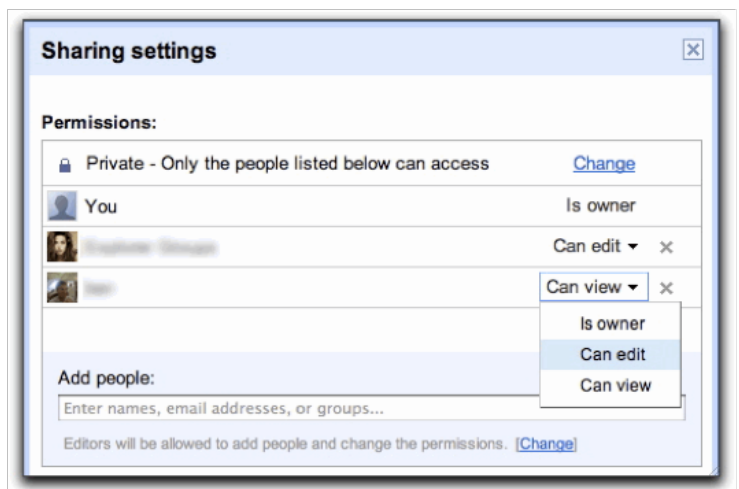 Sharing settings
Permissions:
Private - Only the people listed below can access Change
You Is owner
Can edit
Can view
Is owner
Can edit
Can view
Add people:
Enter names, email addresses, or groups...
Editors will be allowed to add people and change the permissions. [Change]